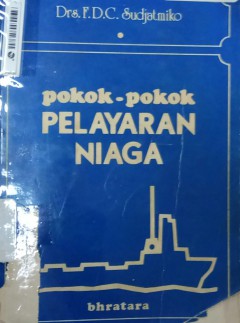 Drs. F.D.C. Sudjatmiko
pokok-pokok
PELAYARAN
NIAGA
bhratara